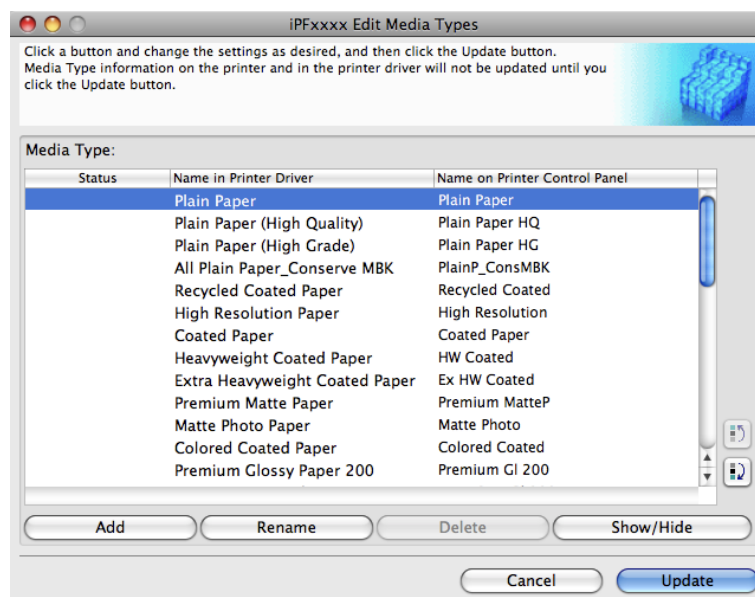 iPFxxxx Edit Media Types
Click a button and change the settings as desired, and then click the Update button.
Media Type information on the printer and in the printer driver will not be updated until you
click the Update button.
Media Type:
Status Name in Printer Driver Name on Printer Control Panel
Plain Paper Plain Paper
Plain Paper (High Quality) Plain Paper HQ
Plain Paper (High Grade) Plain Paper HG
All Plain Paper_Conserve MBK PlainP_ConsMBK
Recycled Coated Paper Recycled Coated
High Resolution Paper High Resolution
Coated Paper Coated Paper
Heavyweight Coated Paper HW Coated
Extra Heavyweight Coated Paper Ex HW Coated
Premium Matte Paper Premium MatteP
Matte Photo Paper Matte Photo
Colored Coated Paper Colored Coated
Premium Glossy Paper 200 Premium Gl 200
Add Rename Delete Show/Hide
Cancel Update